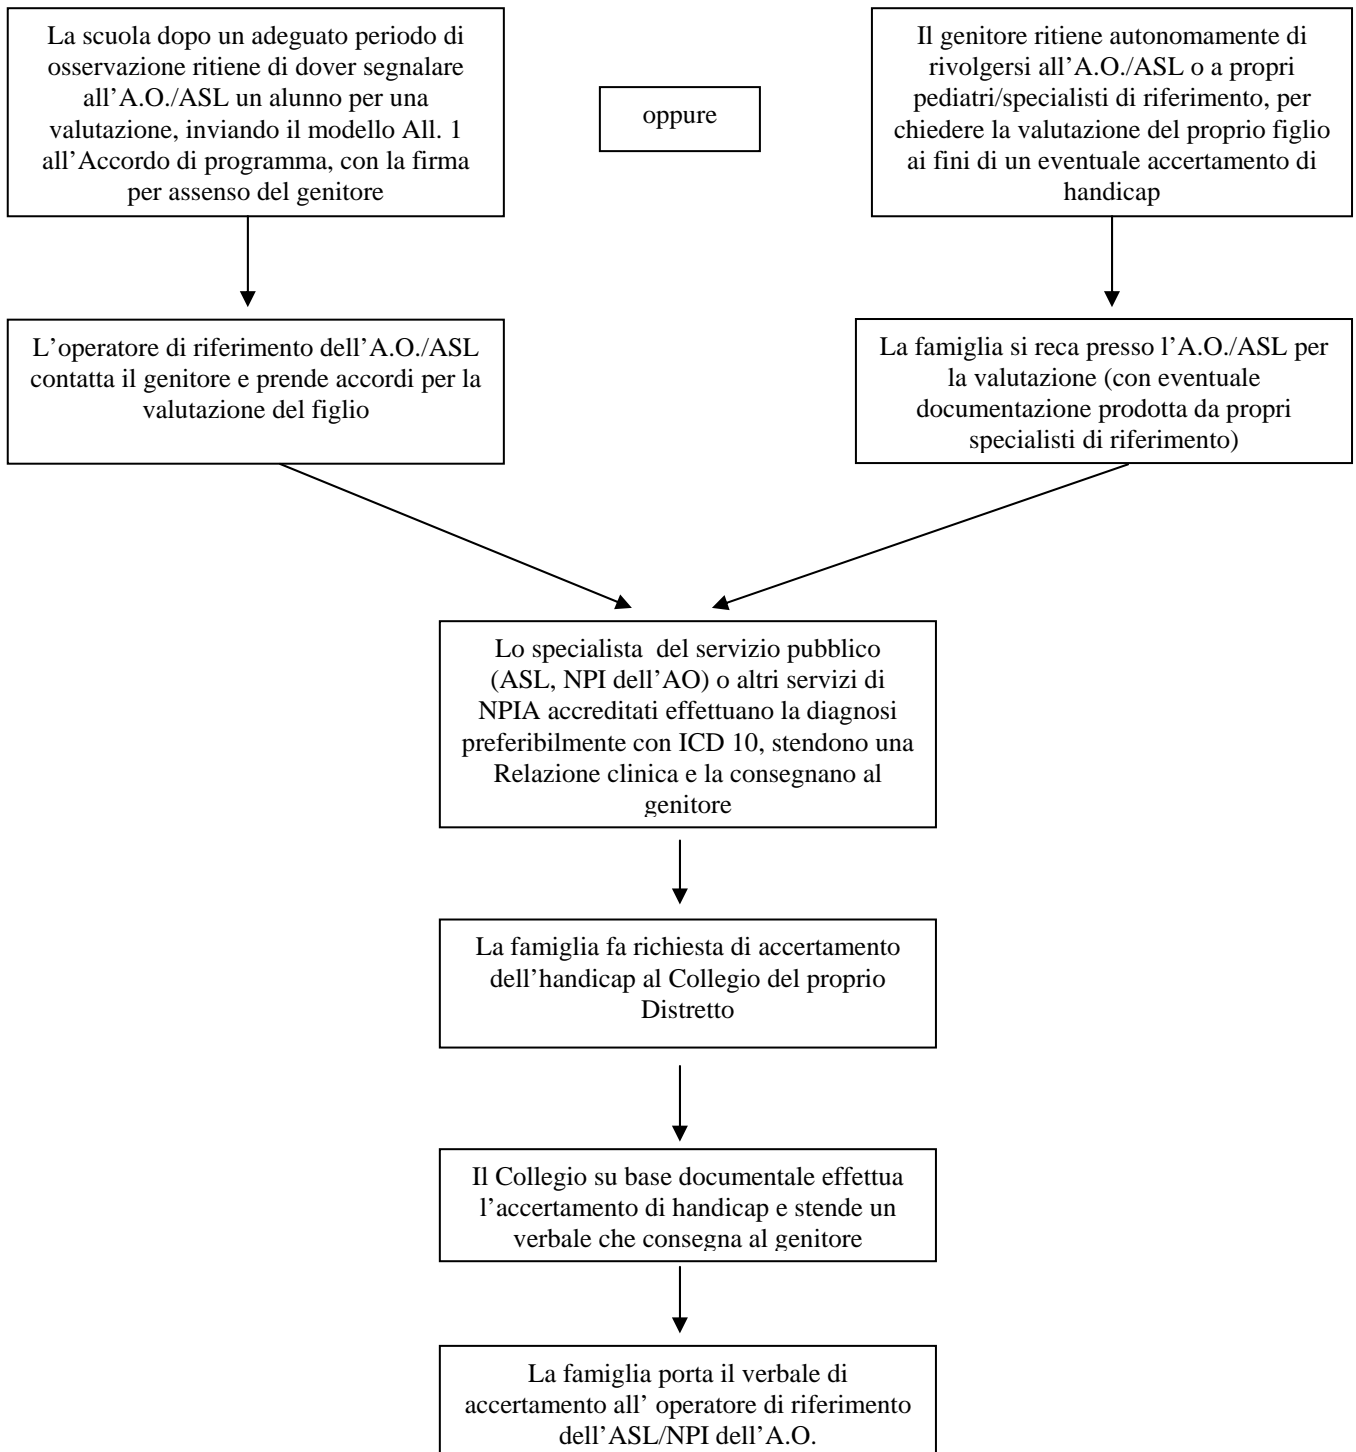 La scuola dopo un adeguato periodo di
osservazione ritiene di dover segnalare
all’A.O./ASL un alunno per una
valutazione, inviando il modello All. 1
all’Accordo di programma, con la firma
per assenso del genitore
oppure
Il genitore ritiene autonomamente di
rivolgersi all’A.O./ASL o a propri
pediatri/specialisti di riferimento, per
chiedere la valutazione del proprio figlio
ai fini di un eventuale accertamento di
handicap
L’operatore di riferimento dell’A.O./ASL
contatta il genitore e prende accordi per la
valutazione del figlio
La famiglia si reca presso l’A.O./ASL per
la valutazione (con eventuale
documentazione prodotta da propri
specialisti di riferimento)
Lo specialista del servizio pubblico
(ASL, NPI dell’AO) o altri servizi di
NPIA accreditati effettuano la diagnosi
preferibilmente con ICD 10, stendono una
Relazione clinica e la consegnano al
genitore
La famiglia fa richiesta di accertamento
dell’handicap al Collegio del proprio
Distretto
Il Collegio su base documentale effettua
l’accertamento di handicap e stende un
verbale che consegna al genitore
La famiglia porta il verbale di
accertamento all’ operatore di riferimento
dell’ASL/NPI dell’A.O.